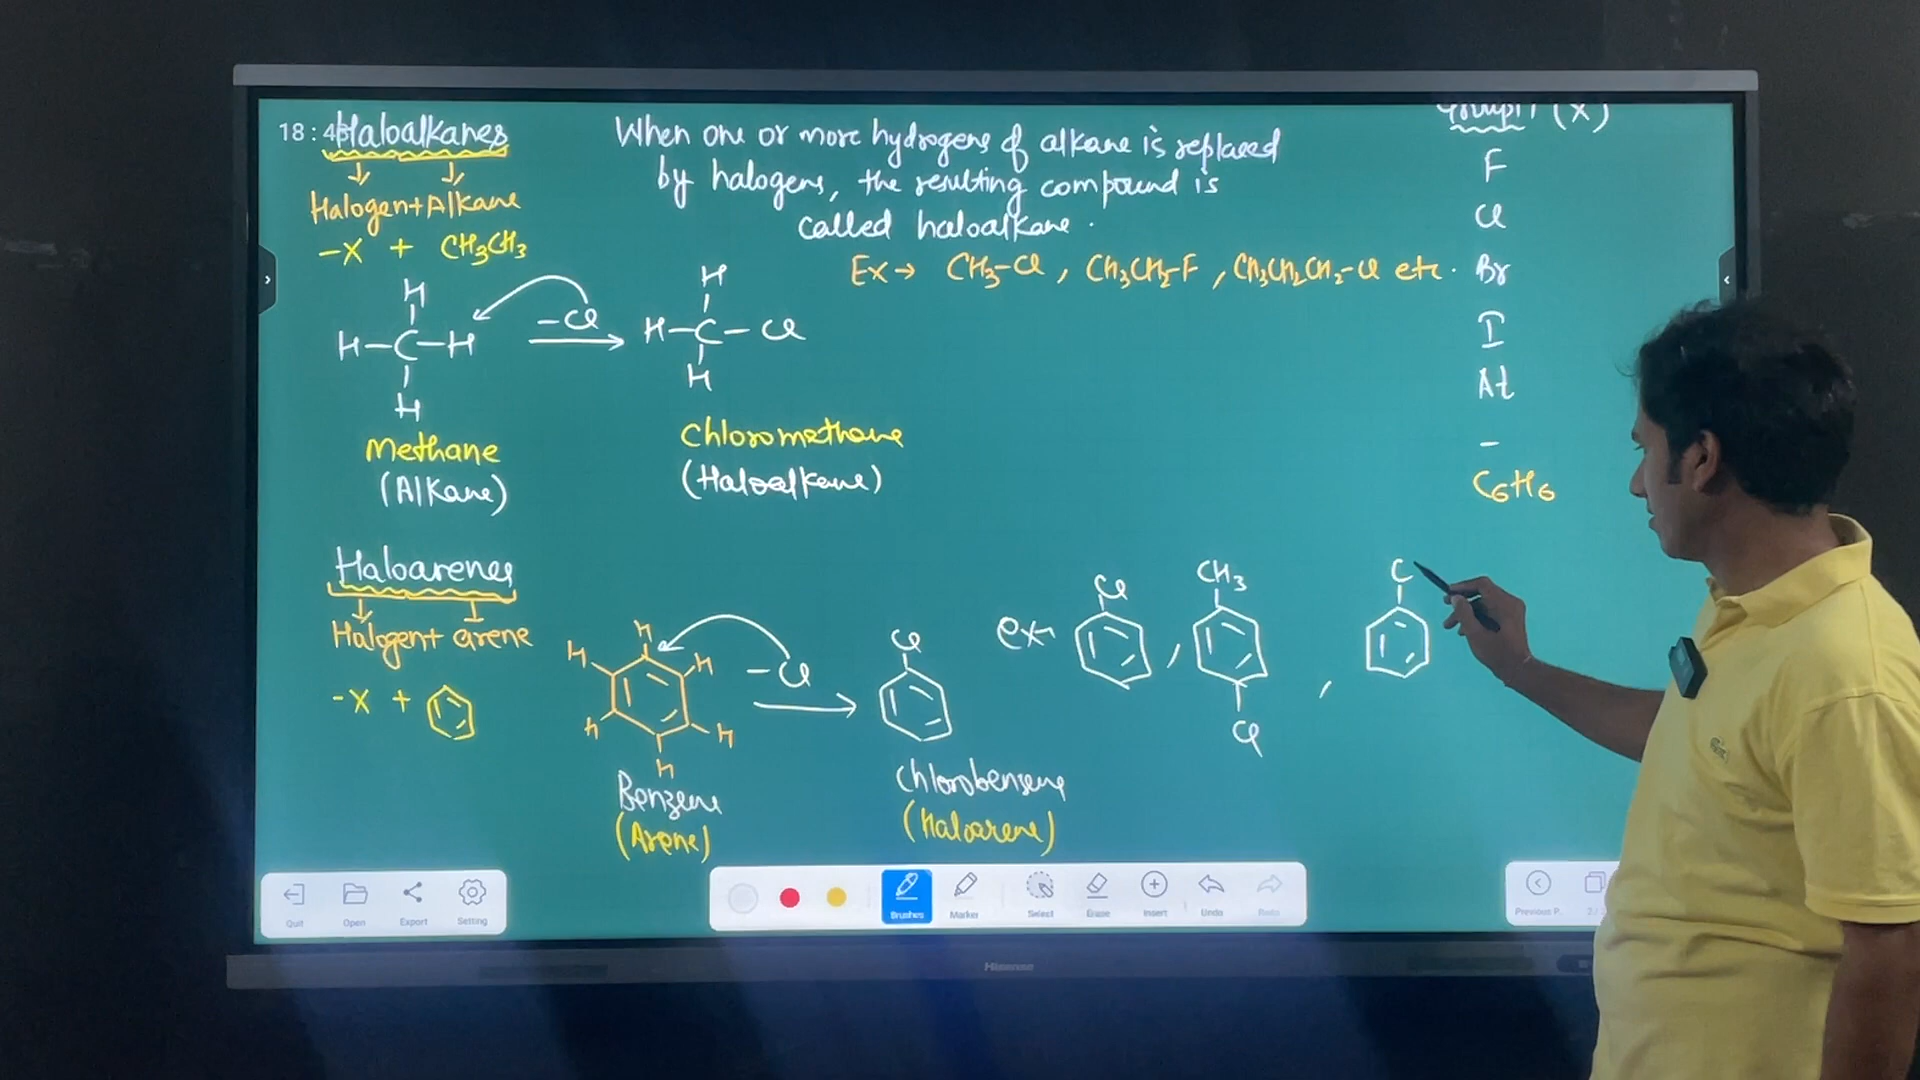 18:4
Haloalkanes
Halogen+Alkane
-X + CH3CH3
When one or more hydrogens of alkane is replaced
by halogens, the resulting compound is
called haloalkane.
Ex→ CH3-Cl, CH3CH2-F, CH3CH2CH2-Cl etc.
(X)
F
Cl
Br
I
At
-
C6H6
H
H-C-H
H
-Cl
H
H-C-Cl
H
Methane
(Alkane)
Chloromethane
(Haloalkane)
Haloarenes
Halogen+ arene
-X +
H
H H
H H
H
-Cl
Cl
Benzene
(Arene)
Chlorobenzene
(Haloarene)
ex-
Cl
,
CH3
Cl
,
C
Quit
Open
Export
Setting
Brushes
Marker
Select
Erase
Insert
Undo
Redo
Previous P.
Hisense